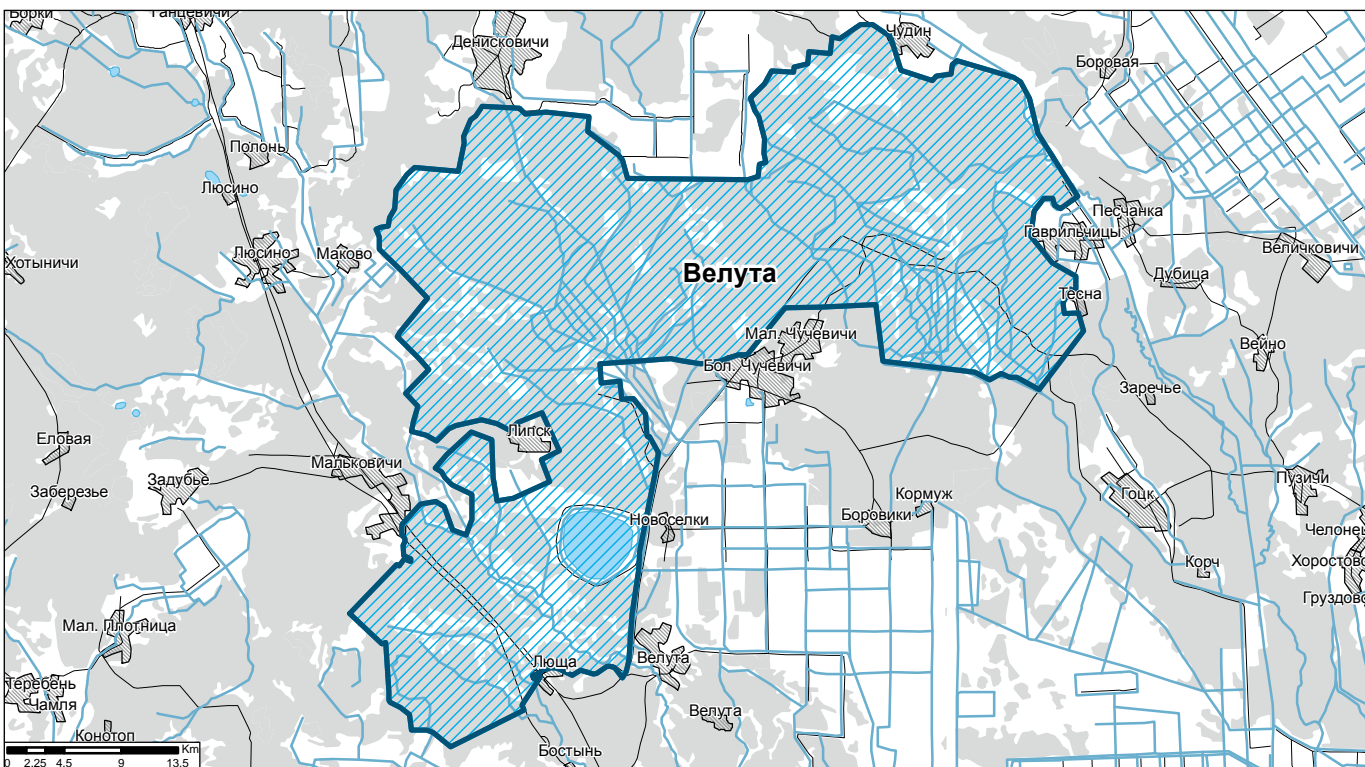 Борки
Ганцевичи
Денисковичи
Чудин
Боровая
Полонь
Люсино
Песчанка
Гаврильчицы
Люсино
Маково
Величковичи
Хотыничи
Велута
Дубица
Тесна
Мал. Чучевичи
Вейно
Бол. Чучевичи
Заречье
Липск
Еловая
Мальковичи
Задубье
Заберезье
Пузичи
Гоцк
Кормуж
Боровики
Новоселки
Челонец
Корч
Хоростово
Груздово
Мал. Плотница
Люща
Велута
Теребень
Чамля
Велута
Конотоп
Бостынь
Km
0 2.25 4.5 9 13.5